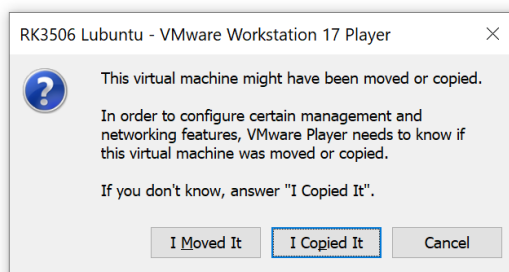 RK3506 Lubuntu - VMware Workstation 17 Player
This virtual machine might have been moved or copied.
In order to configure certain management and
networking features, VMware Player needs to know if
this virtual machine was moved or copied.
If you don't know, answer "I Copied It".
I Moved It
I Copied It
Cancel